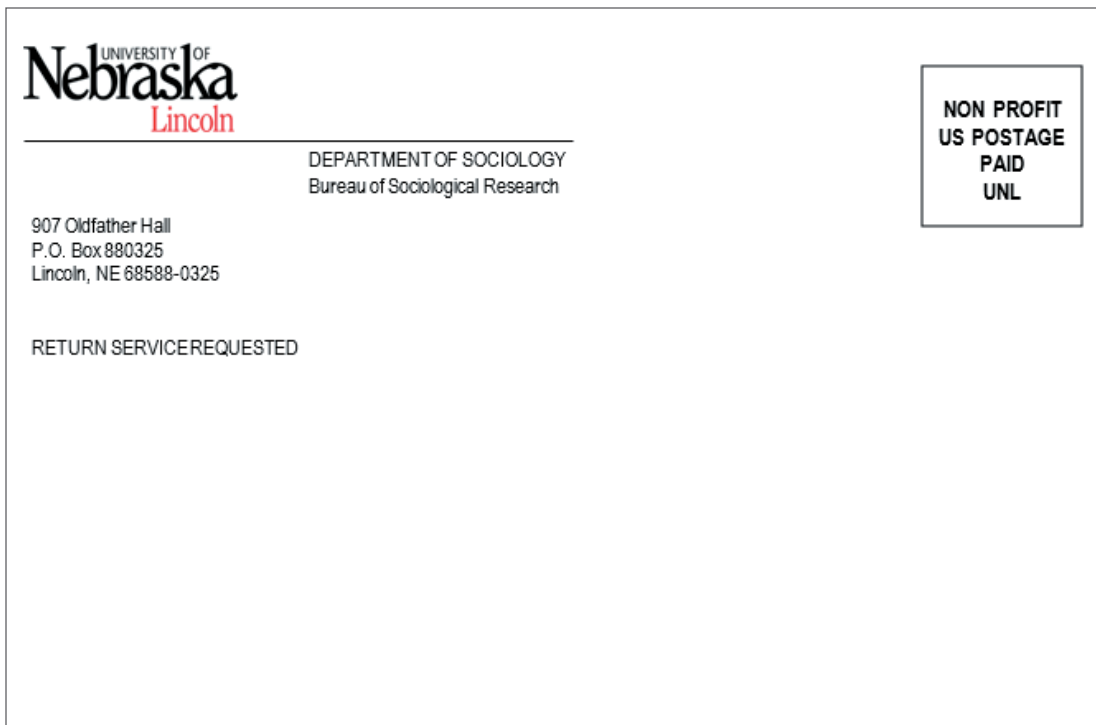 UNIVERSITY OF
Nebraska
Lincoln
DEPARTMENT OF SOCIOLOGY
Bureau of Sociological Research
907 Oldfather Hall
P.O. Box 880325
Lincoln, NE 68588-0325
RETURN SERVICE REQUESTED
NON PROFIT
US POSTAGE
PAID
UNL